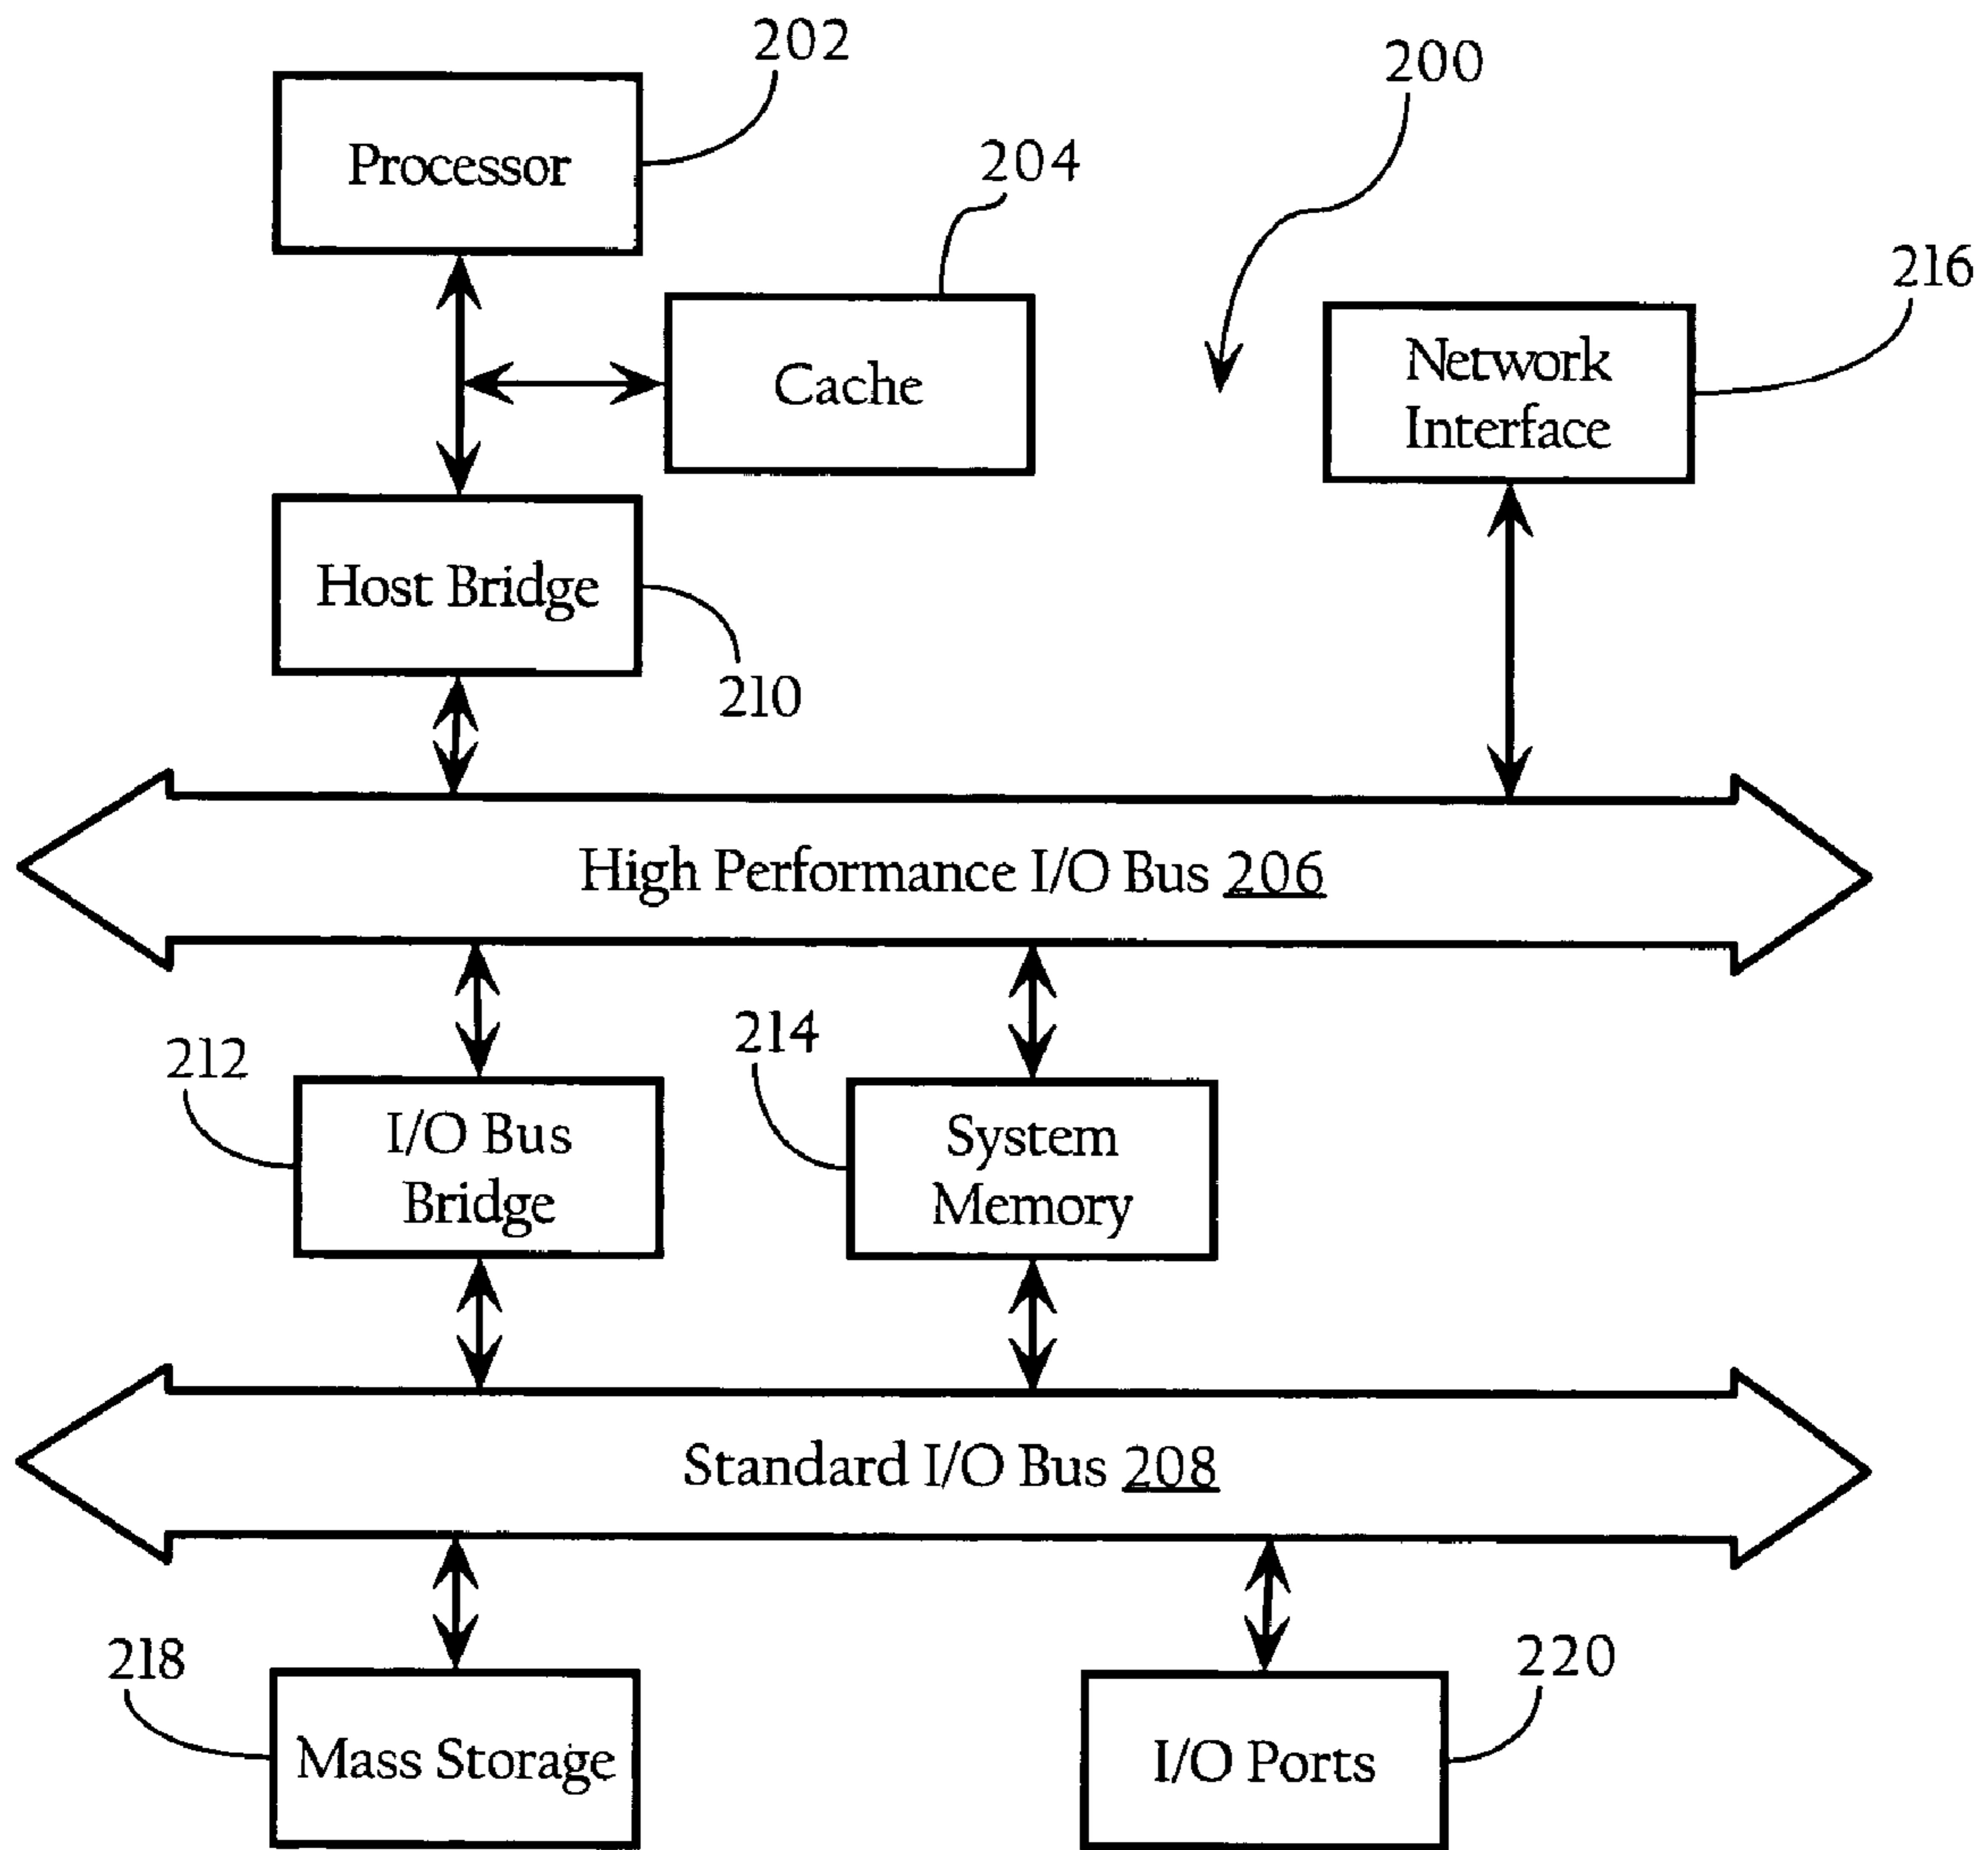 202
200
Processor
204
216
Cache
Network
Interface
Host Bridge
210
High Performance I/O Bus 206
212
214
I/O Bus
Bridge
System
Memory
Standard I/O Bus 208
218
220
Mass Storage
I/O Ports